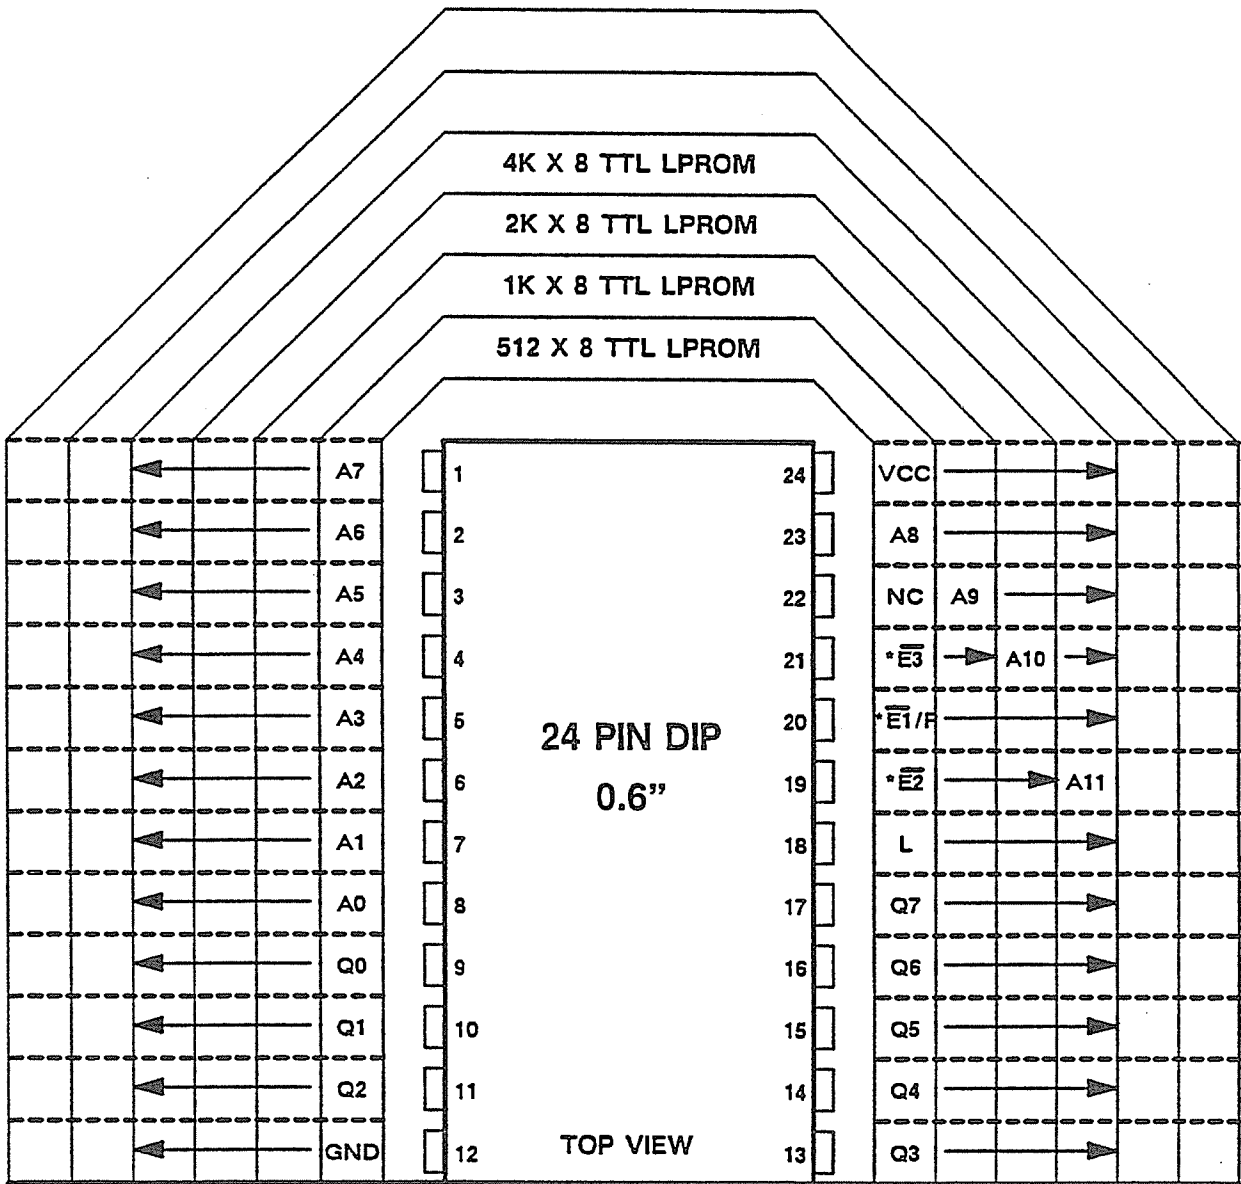 4K X 8 TTL LPROM
2K X 8 TTL LPROM
1K X 8 TTL LPROM
512 X 8 TTL LPROM
A7 1 24 VCC
A6 2 23 A8
A5 3 22 NC A9
A4 4 21 *E̅3̅ A10
A3 5 20 *E̅1̅/P
A2 6 19 *E̅2̅ A11
24 PIN DIP
0.6”
A1 7 18 L
A0 8 17 Q7
Q0 9 16 Q6
Q1 10 15 Q5
Q2 11 14 Q4
GND 12 TOP VIEW 13 Q3